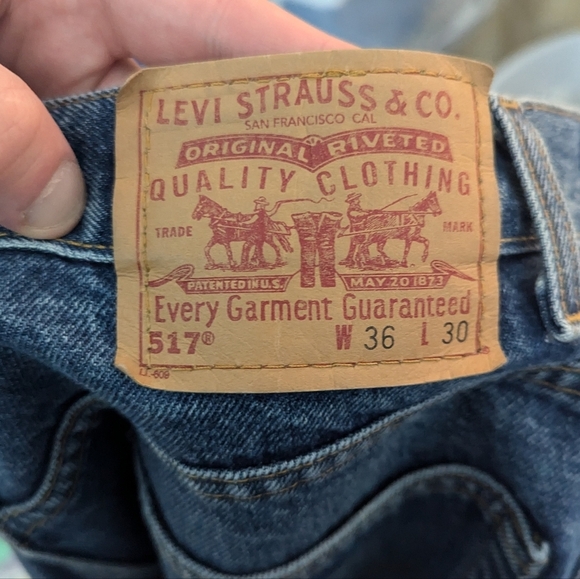 LEVI STRAUSS & CO.
SAN FRANCISCO CAL
ORIGINAL RIVETED
QUALITY CLOTHING
TRADE MARK
PATENTED IN U.S. MAY 20 1873
Every Garment Guaranteed
517® W 36 L 30